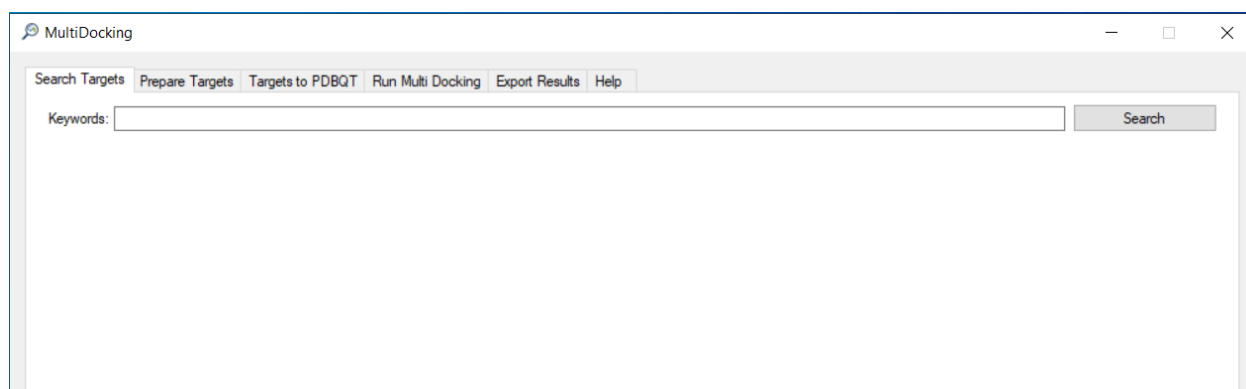 MultiDocking
Search Targets Prepare Targets Targets to PDBQT Run Multi Docking Export Results Help
Keywords: Search